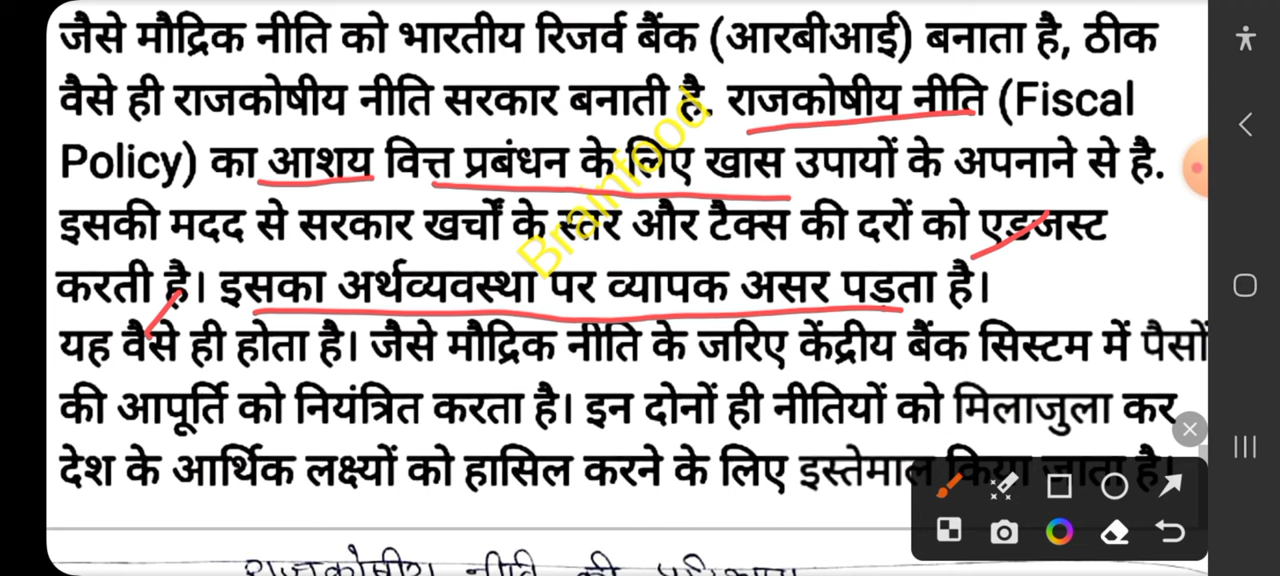 जैसे मौद्रिक नीति को भारतीय रिजर्व बैंक (आरबीआई) बनाता है, ठीक
वैसे ही राजकोषीय नीति सरकार बनाती है. राजकोषीय नीति (Fiscal
Policy) का आशय वित्त प्रबंधन के लिए खास उपायों के अपनाने से है.
इसकी मदद से सरकार खर्चों के स्तर और टैक्स की दरों को एडजस्ट
करती है। इसका अर्थव्यवस्था पर व्यापक असर पड़ता है।
यह वैसे ही होता है। जैसे मौद्रिक नीति के जरिए केंद्रीय बैंक सिस्टम में पैसों
की आपूर्ति को नियंत्रित करता है। इन दोनों ही नीतियों को मिलाजुला कर
देश के आर्थिक लक्ष्यों को हासिल करने के लिए इस्तेमाल किया जाता है।
Brainfood
राजकोषीय नीति की